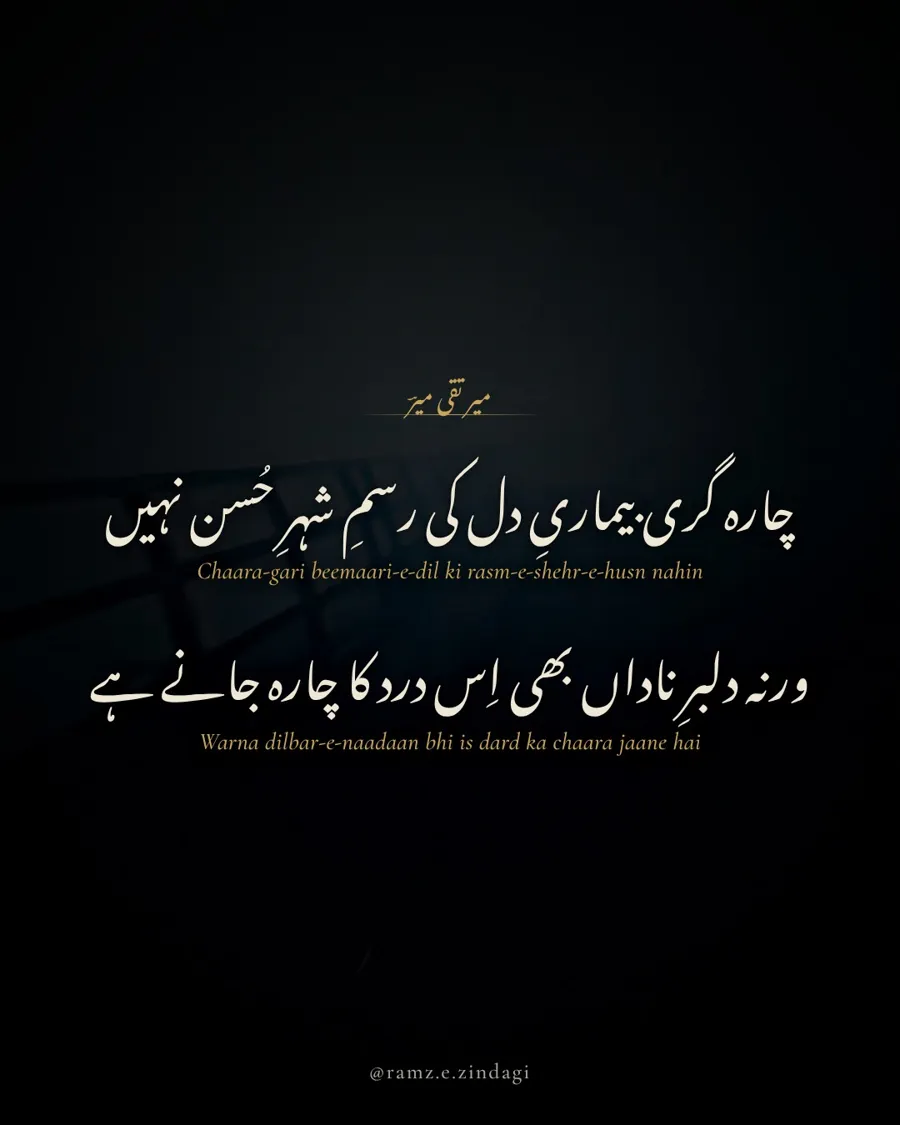 میر تقی میرؔ
چارہ گری بیماریِ دل کی رسمِ شہرِ حُسن نہیں
Chaara-gari beemaari-e-dil ki rasm-e-shehr-e-husn nahin
ورنہ دلبرِ ناداں بھی اِس درد کا چارہ جانے ہے
Warna dilbar-e-naadaan bhi is dard ka chaara jaane hai
@ramz.e.zindagi